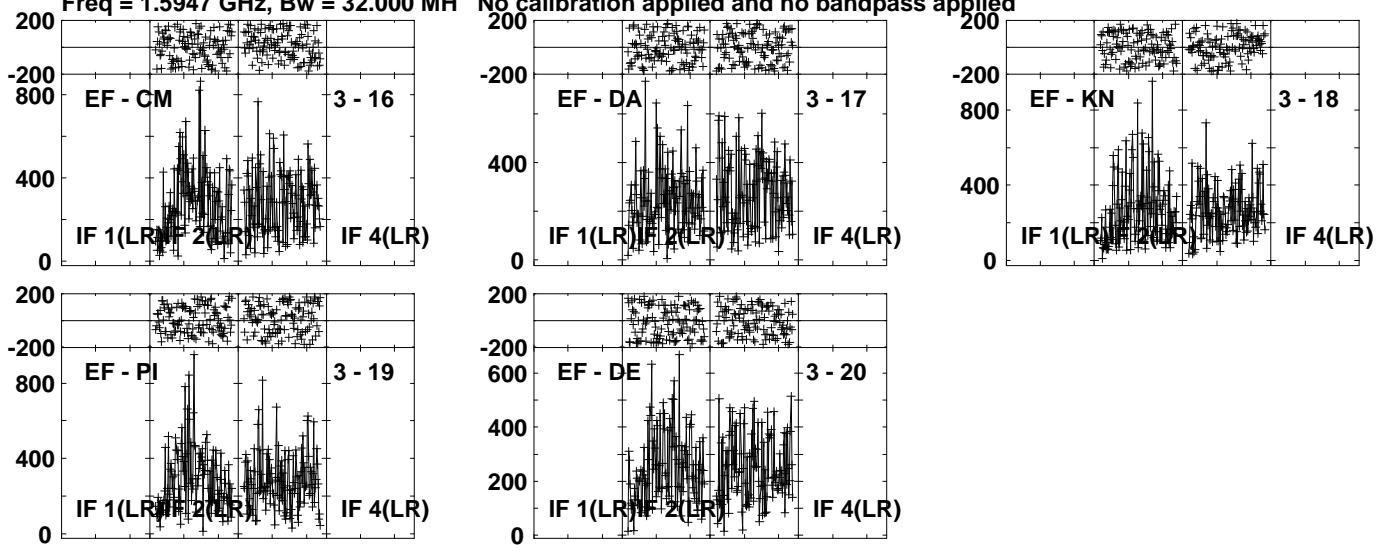 Freq = 1.5947 GHz, Bw = 32.000 MH No calibration applied and no bandpass applied
200
-200
800
400
0
EF - CM 3 - 16
IF 1(LR) IF 2(LR) IF 4(LR)
400
0
EF - DA 3 - 17
IF 1(LR) IF 2(LR) IF 4(LR)
200
-200
800
400
0
EF - KN 3 - 18
IF 1(LR) IF 2(LR) IF 4(LR)
200
-200
800
400
0
EF - PI 3 - 19
IF 1(LR) IF 2(LR) IF 4(LR)
200
-200
600
400
200
0
EF - DE 3 - 20
IF 1(LR) IF 2(LR) IF 4(LR)